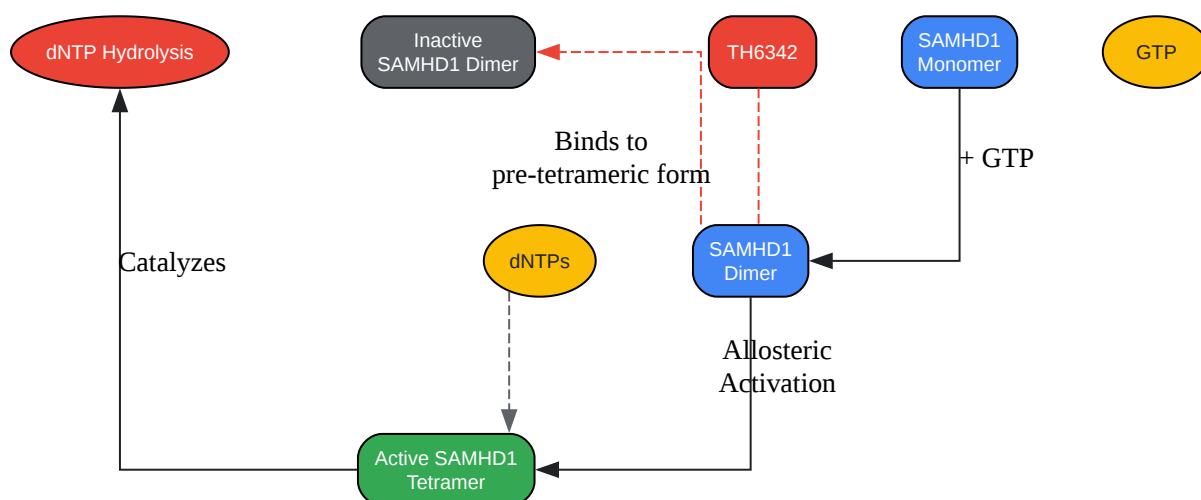 dNTP Hydrolysis
Inactive
SAMHD1 Dimer
TH6342
SAMHD1
Monomer
GTP
Binds to
pre-tetrameric form
+ GTP
Catalyzes
dNTPs
SAMHD1
Dimer
Allosteric
Activation
Active SAMHD1
Tetramer